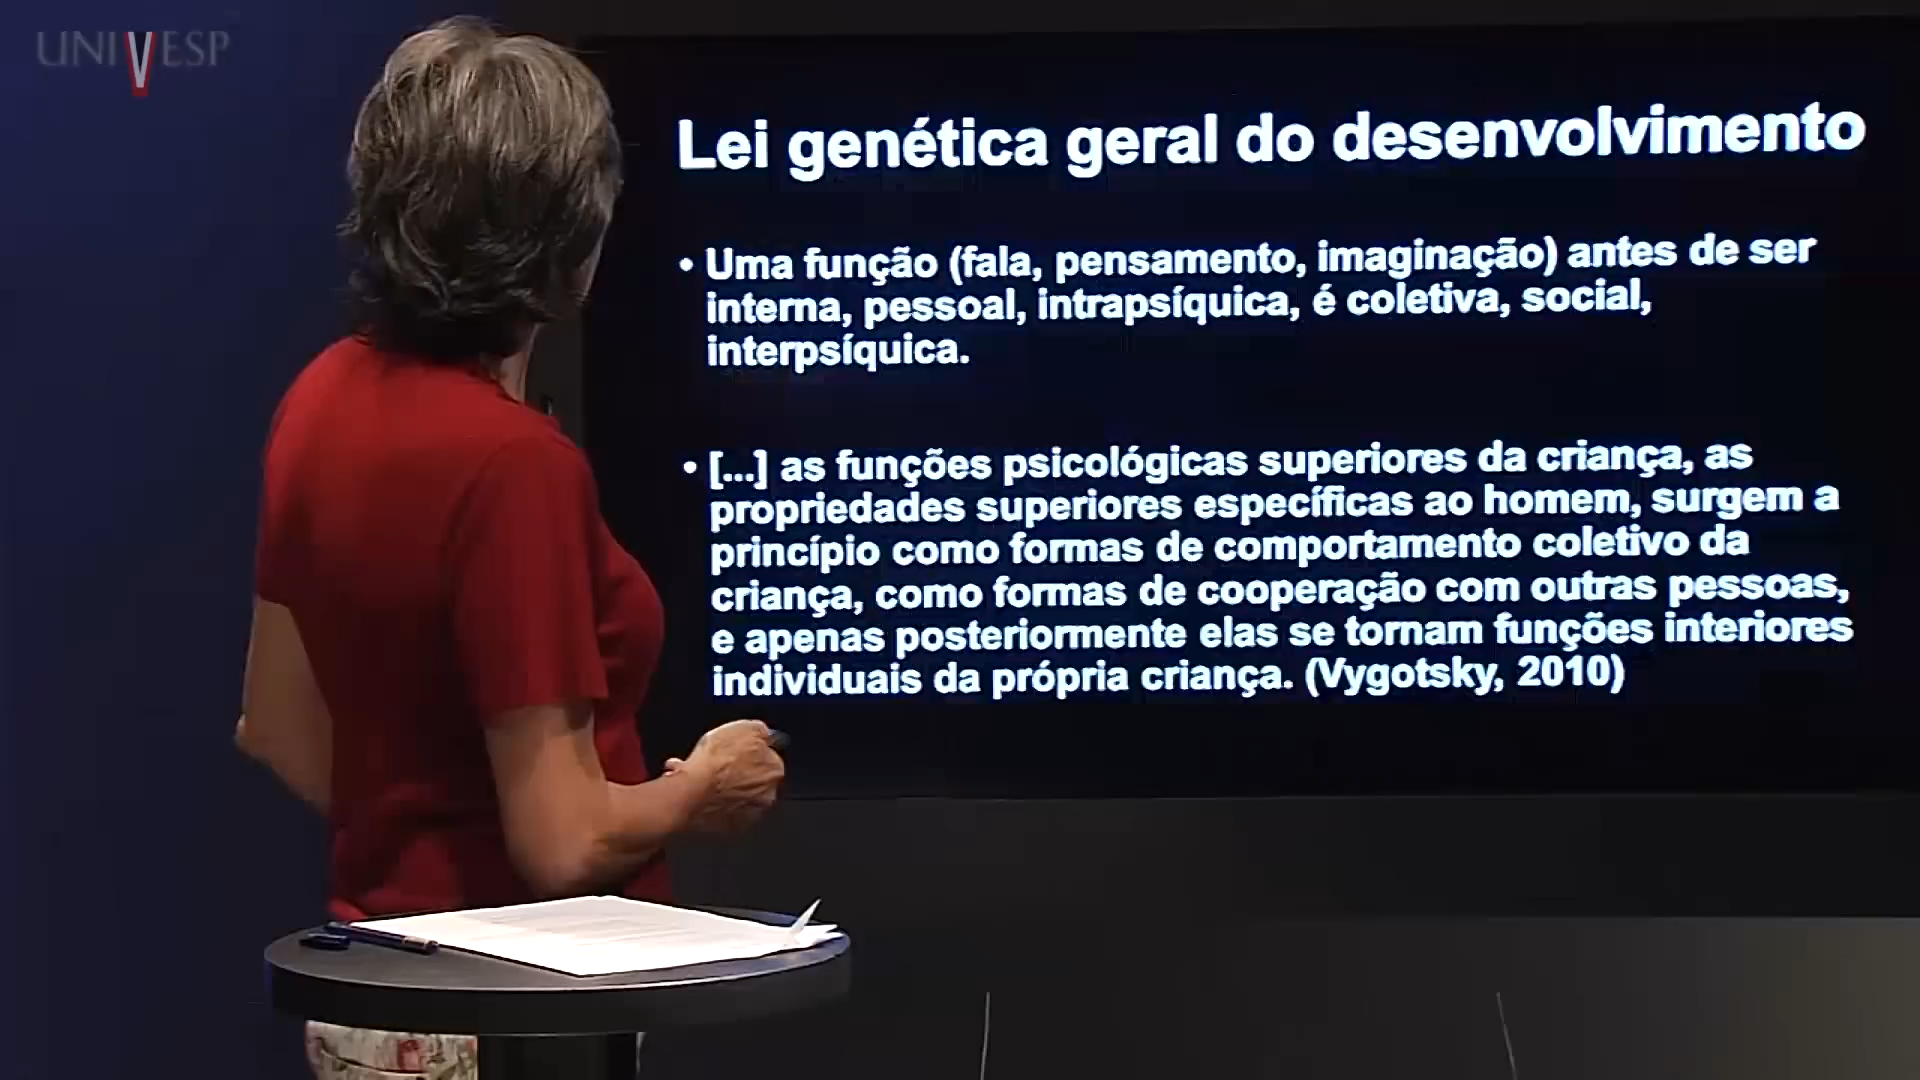 UNIVESP
Lei genética geral do desenvolvimento
• Uma função (fala, pensamento, imaginação) antes de ser
interna, pessoal, intrapsíquica, é coletiva, social,
interpsíquica.
• [...] as funções psicológicas superiores da criança, as
propriedades superiores específicas ao homem, surgem a
princípio como formas de comportamento coletivo da
criança, como formas de cooperação com outras pessoas,
e apenas posteriormente elas se tornam funções interiores
individuais da própria criança. (Vygotsky, 2010)